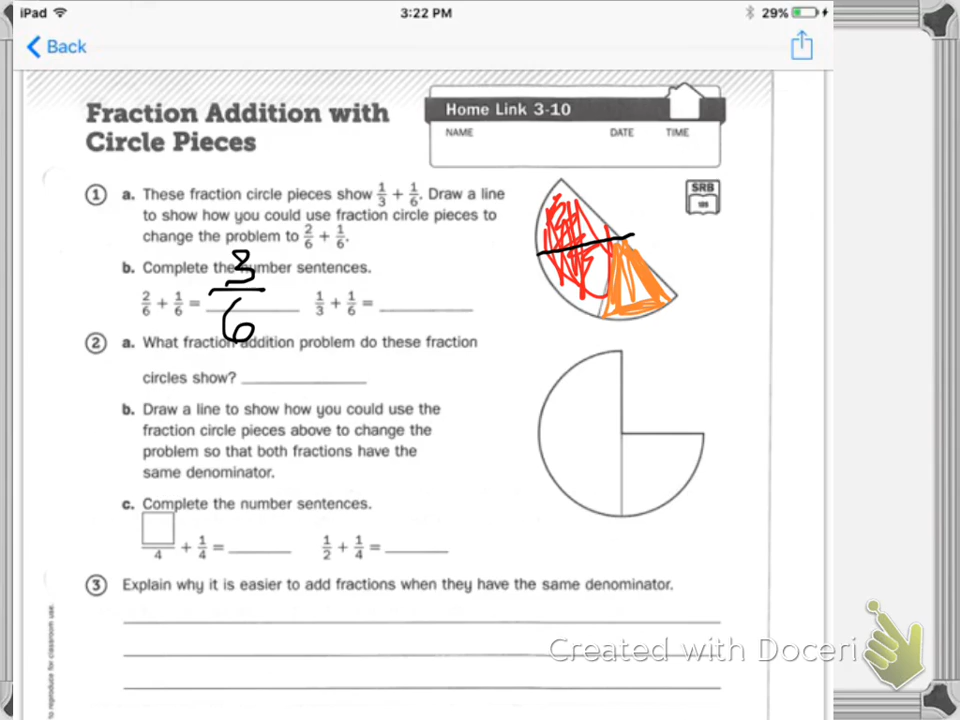 iPad 3:22 PM 29%
Back
Fraction Addition with
Circle Pieces
Home Link 3-10
NAME DATE TIME
SRB
① a. These fraction circle pieces show 1/3 + 1/6. Draw a line
to show how you could use fraction circle pieces to
change the problem to 2/6 + 1/6.
b. Complete the number sentences.
2/6 + 1/6 = 3/6 1/3 + 1/6 =
② a. What fraction addition problem do these fraction
circles show?
b. Draw a line to show how you could use the
fraction circle pieces above to change the
problem so that both fractions have the
same denominator.
c. Complete the number sentences.
/4 + 1/4 = 1/2 + 1/4 =
③ Explain why it is easier to add fractions when they have the same denominator.
to reproduce for classroom use.
Created with Doceri